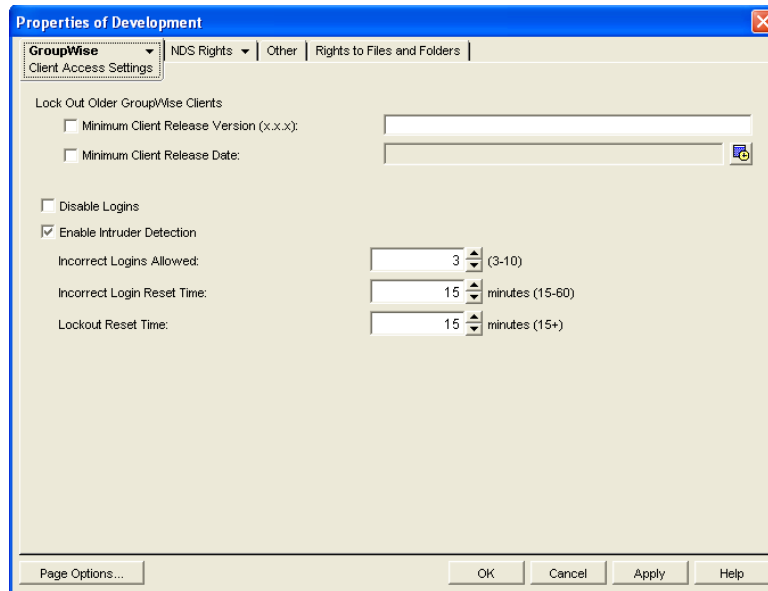 Properties of Development
GroupWise NDS Rights Other Rights to Files and Folders
Client Access Settings
Lock Out Older GroupWise Clients
Minimum Client Release Version (x.x.x):
Minimum Client Release Date:
Disable Logins
Enable Intruder Detection
Incorrect Logins Allowed: 3 (3-10)
Incorrect Login Reset Time: 15 minutes (15-60)
Lockout Reset Time: 15 minutes (15+)
Page Options... OK Cancel Apply Help